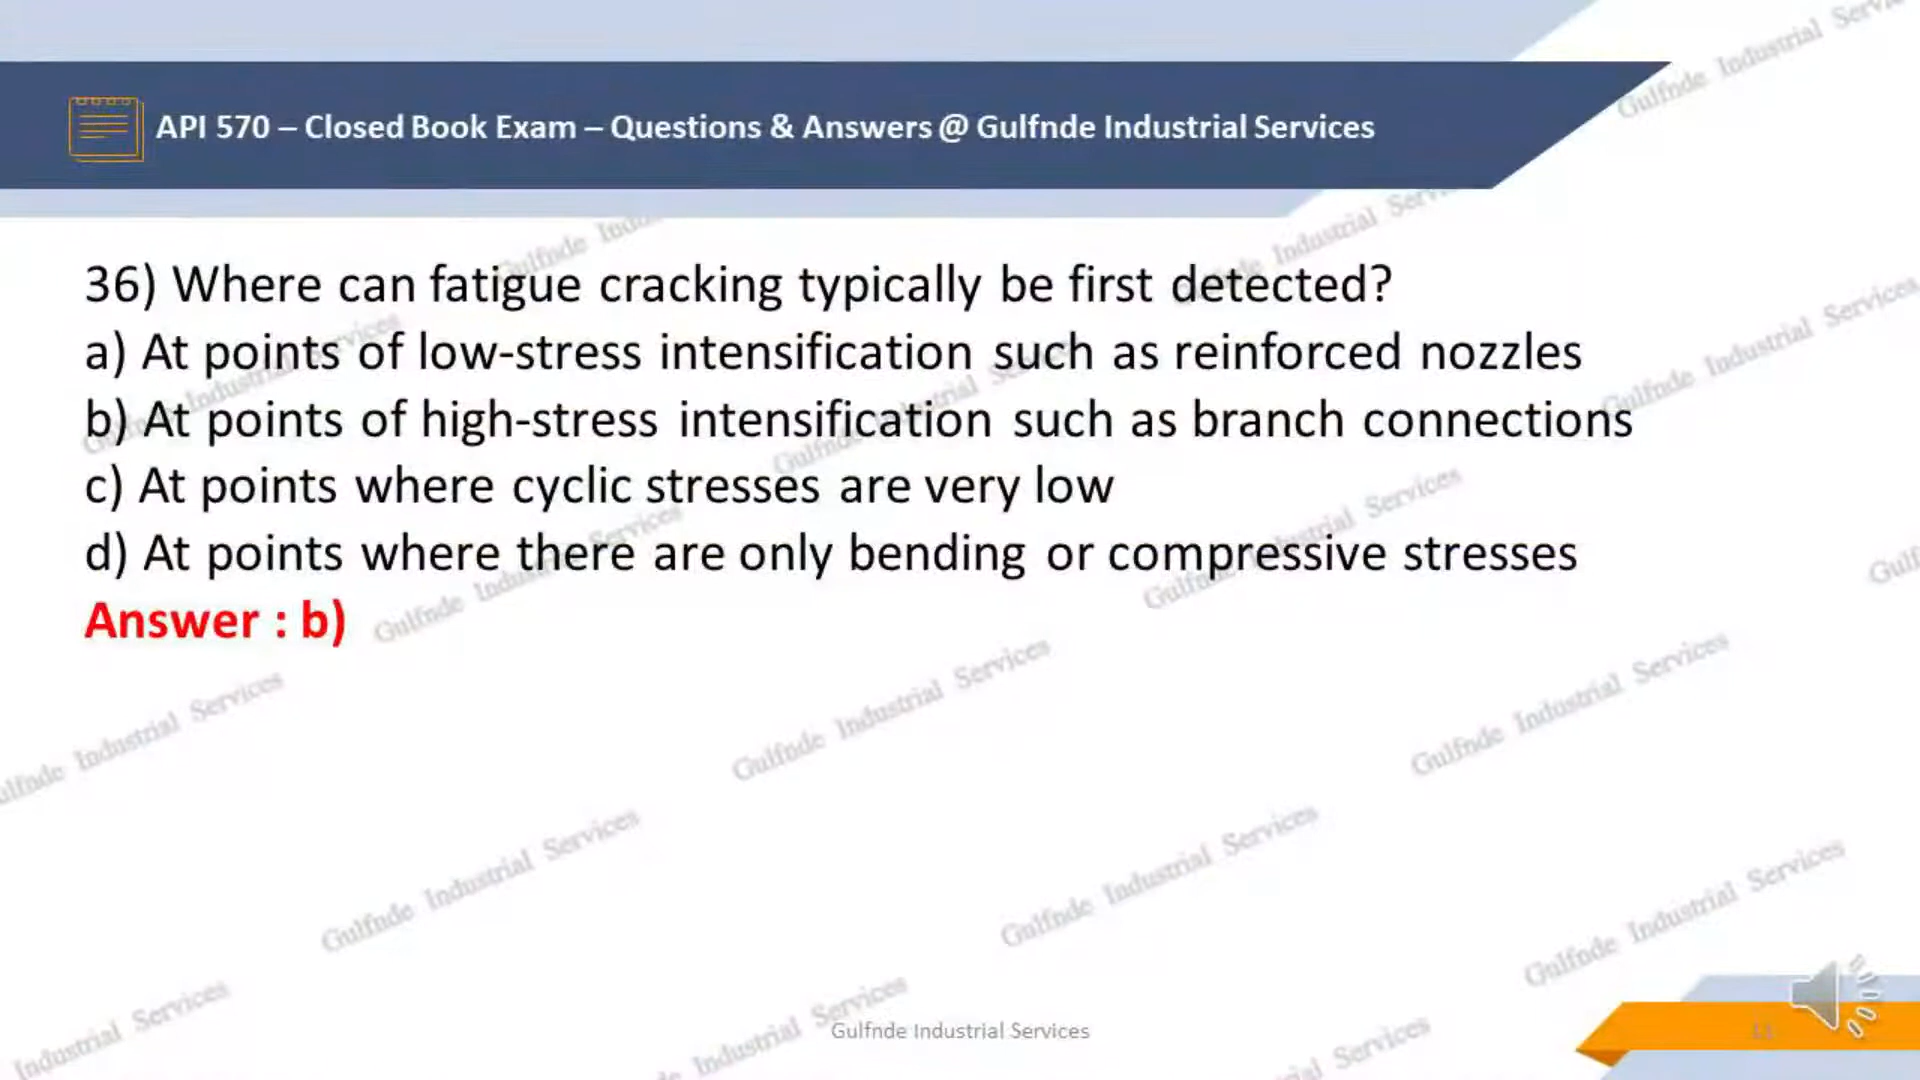 API 570 – Closed Book Exam – Questions & Answers @ Gulfnde Industrial Services
36) Where can fatigue cracking typically be first detected?
a) At points of low-stress intensification such as reinforced nozzles
b) At points of high-stress intensification such as branch connections
c) At points where cyclic stresses are very low
d) At points where there are only bending or compressive stresses
Answer : b)
Gulfnde Industrial Services
11